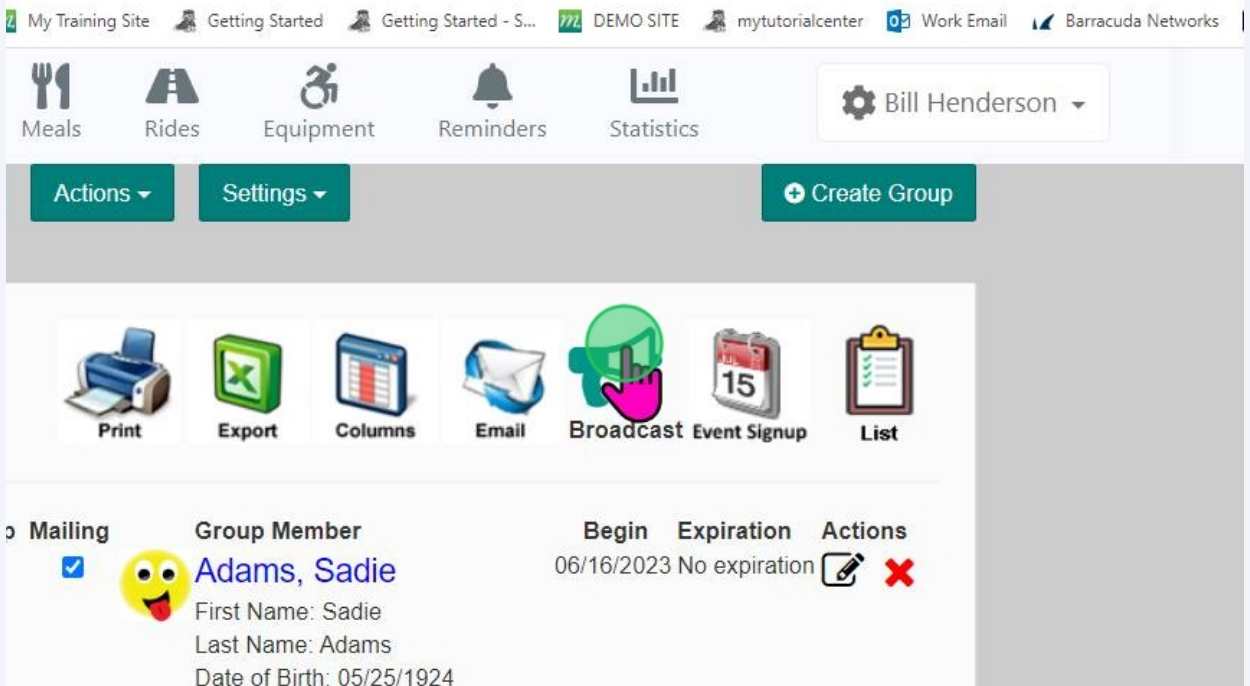 My Training Site Getting Started Getting Started - S... DEMO SITE mytutorialcenter Work Email Barracuda Networks
Meals Rides Equipment Reminders Statistics Bill Henderson
Actions Settings Create Group
15
Print Export Columns Email Broadcast Event Signup List
Mailing Group Member Begin Expiration Actions
Adams, Sadie 06/16/2023 No expiration
First Name: Sadie
Last Name: Adams
Date of Birth: 05/25/1924